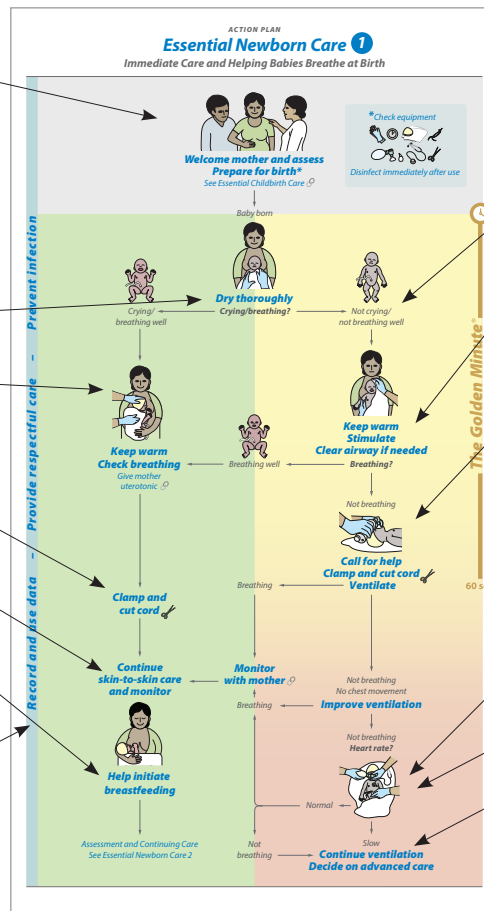 ACTION PLAN
Essential Newborn Care 1
Immediate Care and Helping Babies Breathe at Birth
*Check equipment
Disinfect immediately after use
Welcome mother and assess
Prepare for birth*
See Essential Childbirth Care
Baby born
Dry thoroughly
Crying/breathing?
Crying/
breathing well
Not crying/
not breathing well
Keep warm
Check breathing
Give mother
uterotonic
Breathing well
Keep warm
Stimulate
Clear airway if needed
Breathing?
Not breathing
Call for help
Clamp and cut cord
Ventilate
Breathing
Clamp and
cut cord
Continue
skin-to-skin care
and monitor
Monitor
with mother
Not breathing
No chest movement
Breathing
Improve ventilation
Not breathing
Heart rate?
Help initiate
breastfeeding
Normal
Assessment and Continuing Care
See Essential Newborn Care 2
Not
breathing
Slow
Continue ventilation
Decide on advanced care
Record and use data – Provide respectful care – Prevent infection
The Golden Minute®
60 se